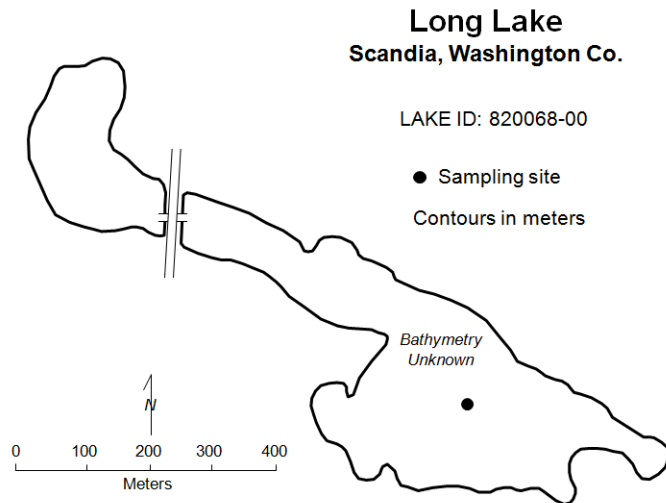 Long Lake
Scandia, Washington Co.
LAKE ID: 820068-00
Sampling site
Contours in meters
Bathymetry
Unknown
N
0 100 200 300 400
Meters